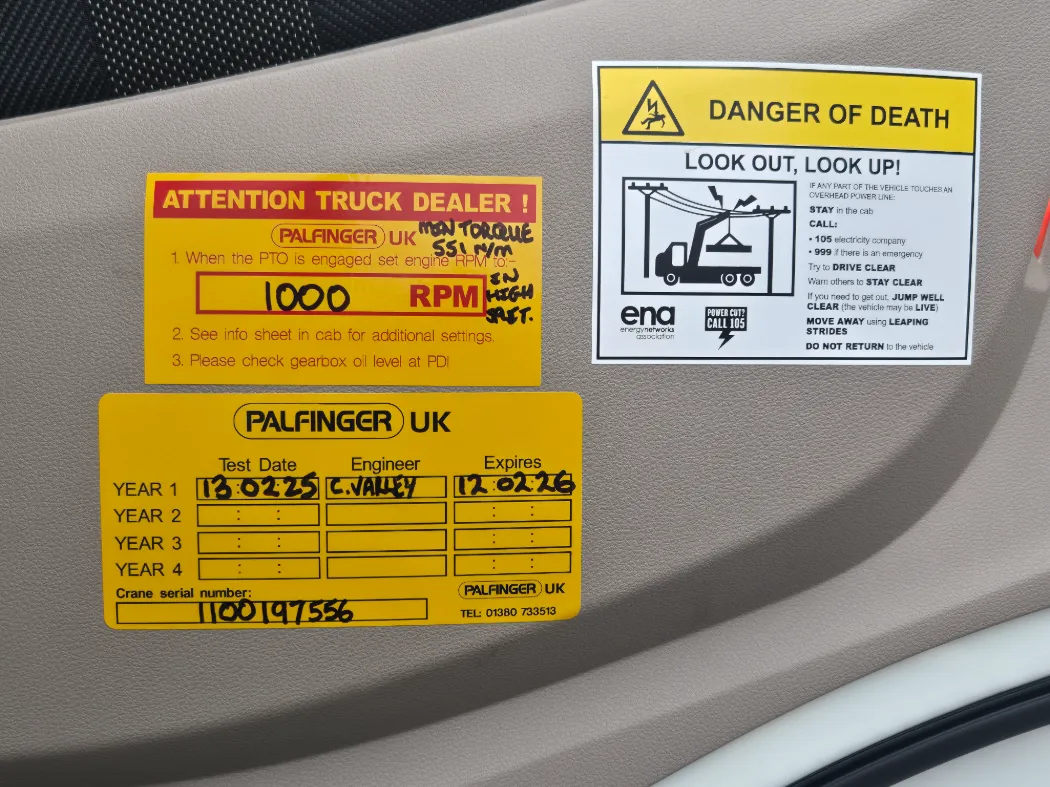 ATTENTION TRUCK DEALER !
PALFINGER UK
MIN TORQUE
551 N/M
1. When the PTO is engaged set engine RPM to:-
1000 RPM
IN
HIGH
SPLIT.
2. See info sheet in cab for additional settings.
3. Please check gearbox oil level at PDI
PALFINGER UK
Test Date Engineer Expires
YEAR 1 13:02:25 C.VALLEY 12:02:26
YEAR 2 : : : :
YEAR 3 : : : :
YEAR 4 : : : :
Crane serial number:
1100197556
PALFINGER UK
TEL: 01380 733513
DANGER OF DEATH
LOOK OUT, LOOK UP!
IF ANY PART OF THE VEHICLE TOUCHES AN
OVERHEAD POWER LINE:
STAY in the cab
CALL:
• 105 electricity company
• 999 if there is an emergency
Try to DRIVE CLEAR
Warn others to STAY CLEAR
If you need to get out, JUMP WELL
CLEAR (the vehicle may be LIVE)
MOVE AWAY using LEAPING
STRIDES
DO NOT RETURN to the vehicle
ena
energynetworks
association
POWER CUT?
CALL 105